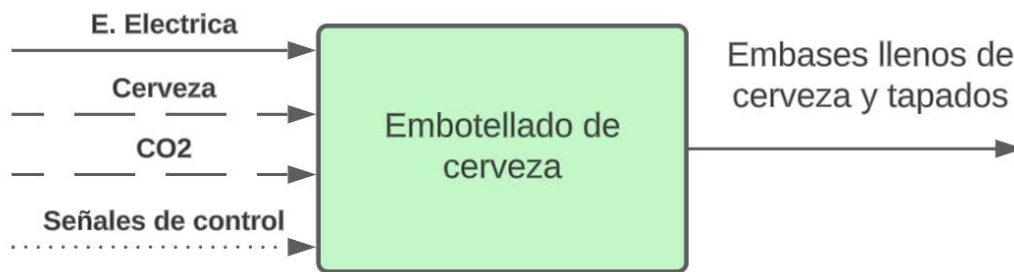 E. Electrica
Cerveza
CO2
Señales de control
Embotellado de
cerveza
Embases llenos de
cerveza y tapados